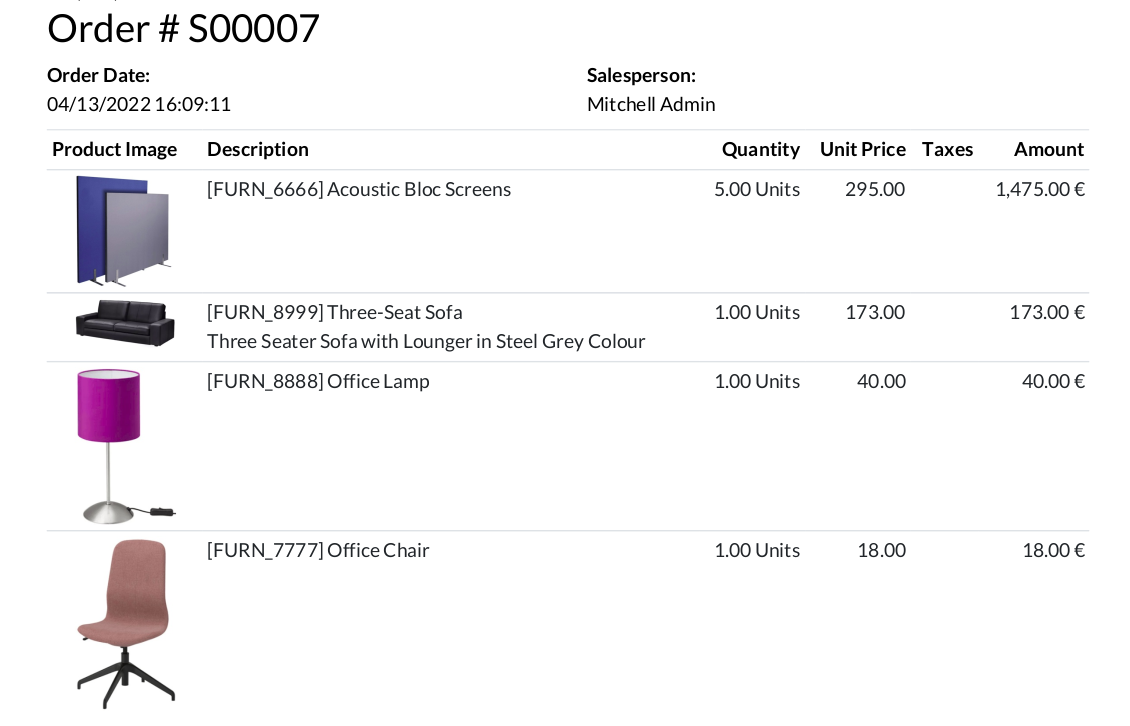 Order # S00007
Order Date:
Salesperson:
04/13/2022 16:09:11
Mitchell Admin
Product Image Description Quantity Unit Price Taxes Amount
[FURN_6666] Acoustic Bloc Screens 5.00 Units 295.00 1,475.00 €
[FURN_8999] Three-Seat Sofa 1.00 Units 173.00 173.00 €
Three Seater Sofa with Lounger in Steel Grey Colour
[FURN_8888] Office Lamp 1.00 Units 40.00 40.00 €
[FURN_7777] Office Chair 1.00 Units 18.00 18.00 €